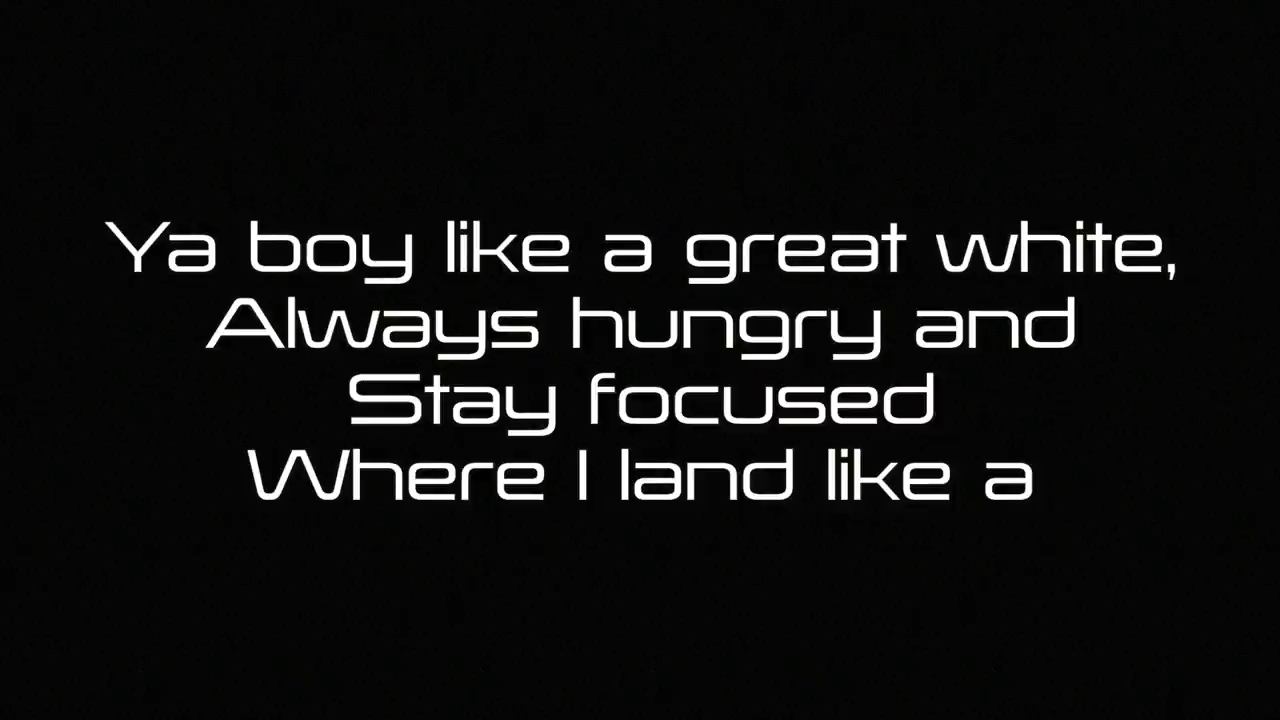 Ya boy like a great white,
Always hungry and
Stay focused
Where I land like a